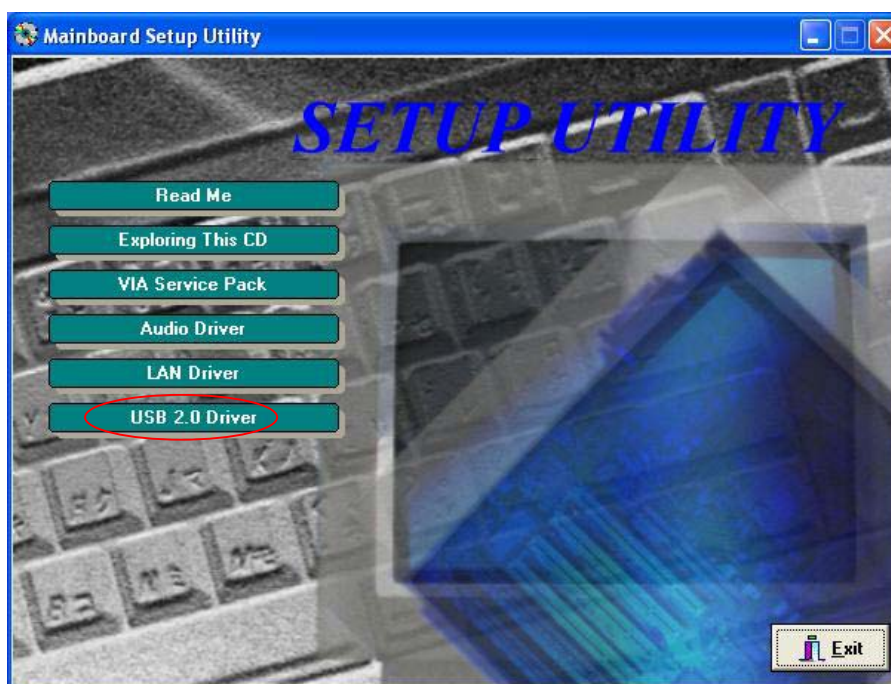 Mainboard Setup Utility
SETUP UTILITY
Read Me
Exploring This CD
VIA Service Pack
Audio Driver
LAN Driver
USB 2.0 Driver
Exit